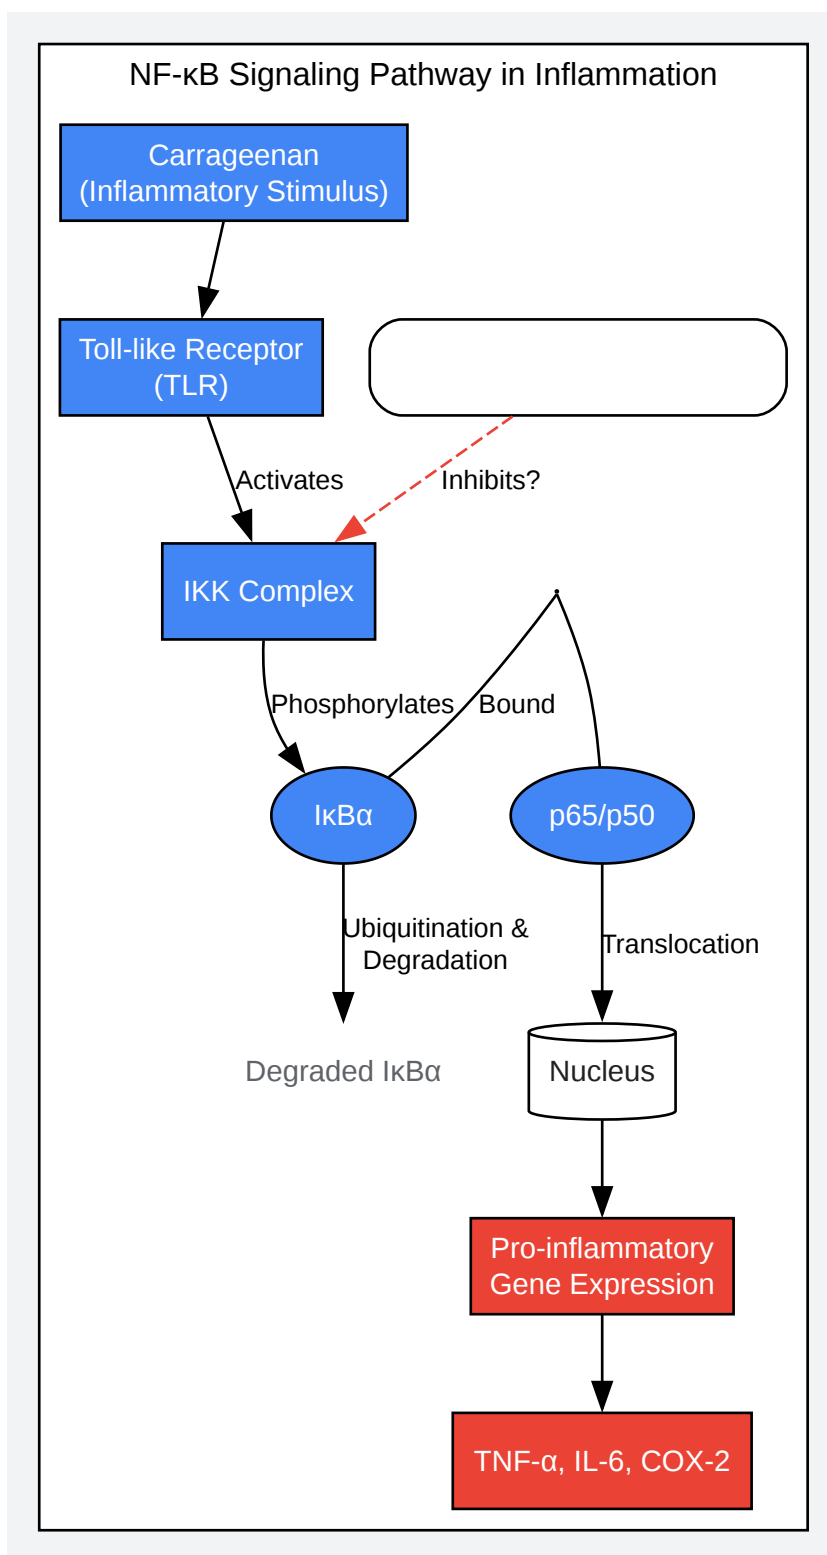 NF-κB Signaling Pathway in Inflammation
Carrageenan
(Inflammatory Stimulus)
Toll-like Receptor
(TLR)
Activates
Inhibits?
IKK Complex
Phosphorylates
Bound
IκBα
p65/p50
Ubiquitination &
Degradation
Translocation
Degraded IκBα
Nucleus
Pro-inflammatory
Gene Expression
TNF-α, IL-6, COX-2